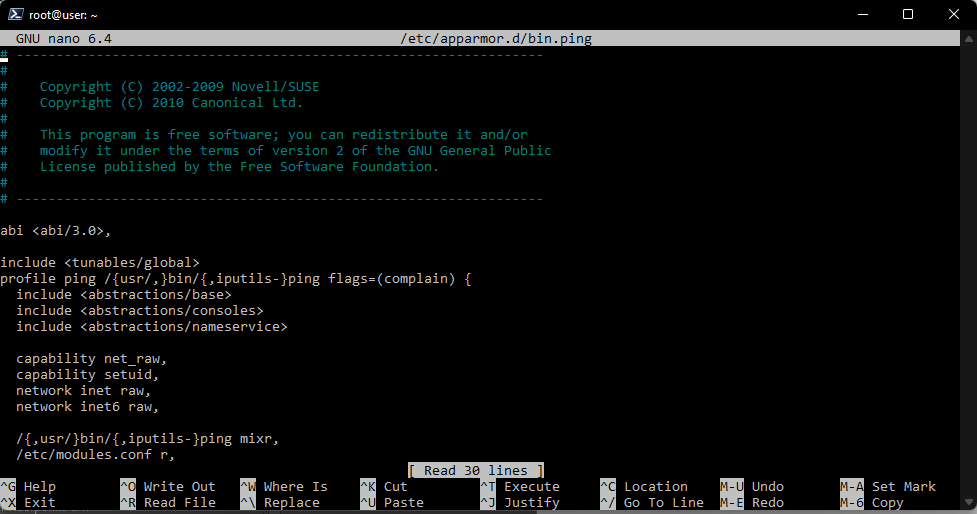 root@user: ~
GNU nano 6.4 /etc/apparmor.d/bin.ping
# ------------------------------------------------------------------
#
#    Copyright (C) 2002-2009 Novell/SUSE
#    Copyright (C) 2010 Canonical Ltd.
#
#    This program is free software; you can redistribute it and/or
#    modify it under the terms of version 2 of the GNU General Public
#    License published by the Free Software Foundation.
#
# ------------------------------------------------------------------
abi <abi/3.0>,
include <tunables/global>
profile ping /{usr/,}bin/{,iputils-}ping flags=(complain) {
  include <abstractions/base>
  include <abstractions/consoles>
  include <abstractions/nameservice>
  capability net_raw,
  capability setuid,
  network inet raw,
  network inet6 raw,
  /{,usr/}bin/{,iputils-}ping mixr,
  /etc/modules.conf r,
[ Read 30 lines ]
^G Help ^O Write Out ^W Where Is ^K Cut ^T Execute ^C Location M-U Undo M-A Set Mark
^X Exit ^R Read File ^\ Replace ^U Paste ^J Justify ^/ Go To Line M-E Redo M-6 Copy